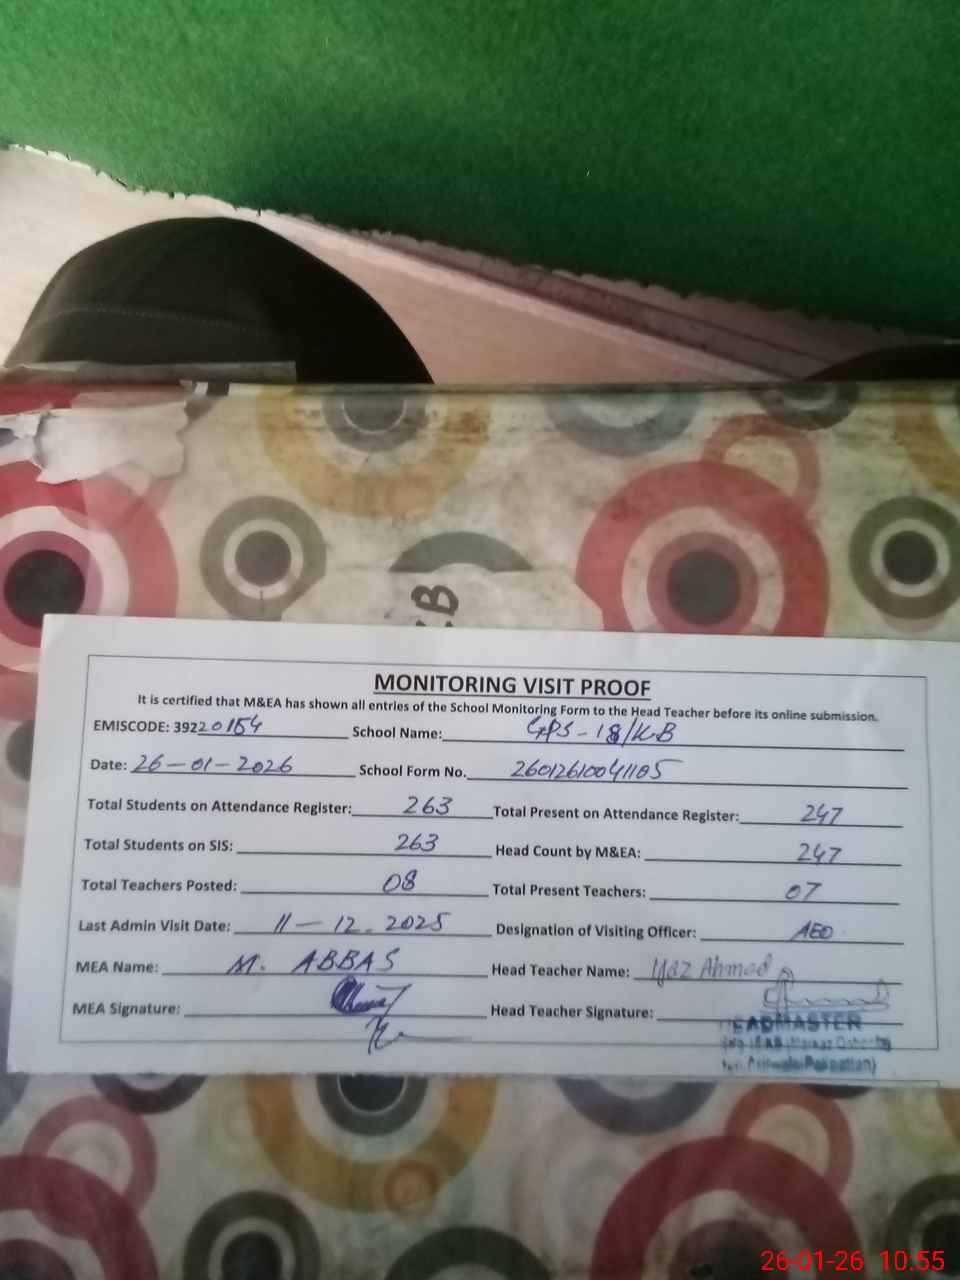 KB
MONITORING VISIT PROOF
It is certified that M&EA has shown all entries of the School Monitoring Form to the Head Teacher before its online submission.
EMISCODE: 39220154 School Name: GPS-18/KB
Date: 26-01-2026 School Form No. 26012610041105
Total Students on Attendance Register: 263 Total Present on Attendance Register: 247
Total Students on SIS: 263 Head Count by M&EA: 247
Total Teachers Posted: 08 Total Present Teachers: 07
Last Admin Visit Date: 11-12-2025 Designation of Visiting Officer: AEO
MEA Name: M. ABBAS Head Teacher Name: Ahmad
MEA Signature: Head Teacher Signature:
HEADMASTER
26-01-26 10.55